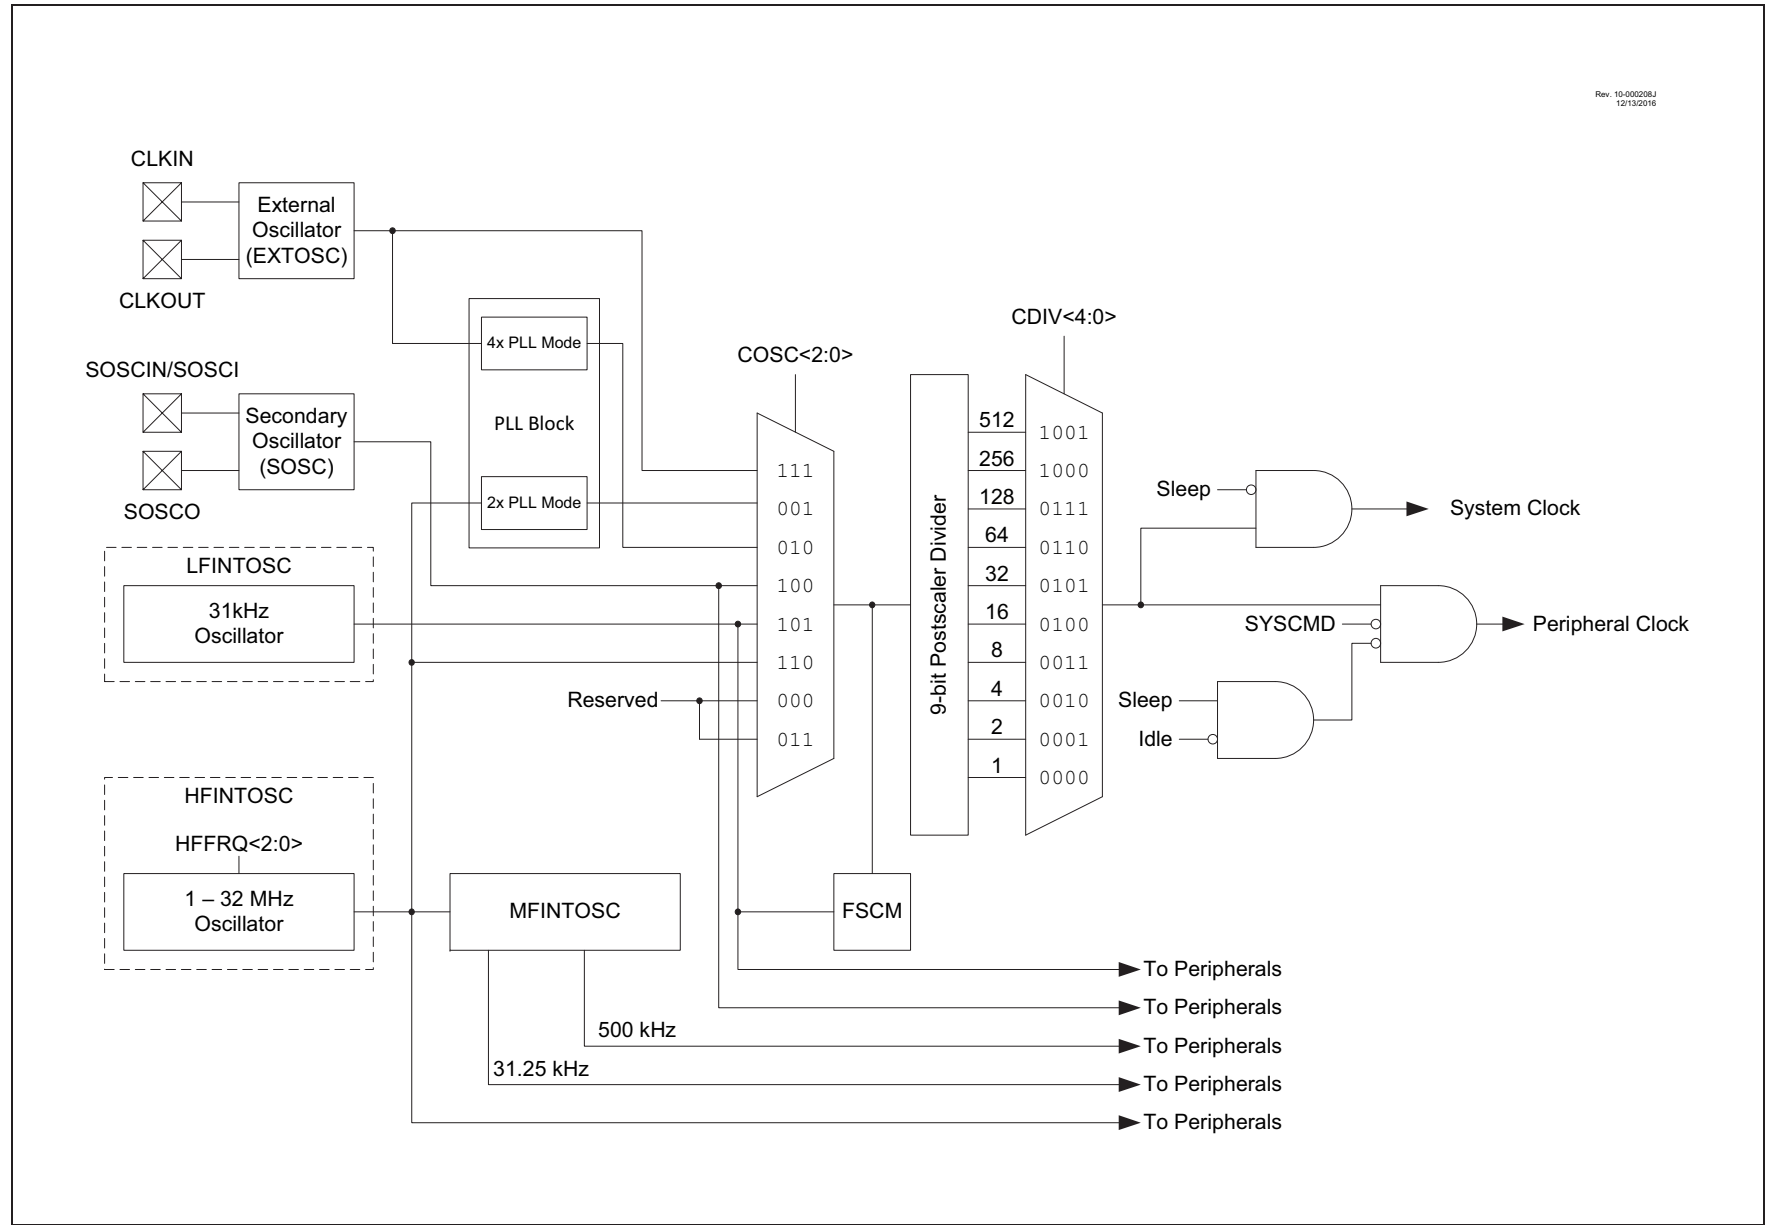 Rev. 10-000208J
12/13/2016
CLKIN
External
Oscillator
(EXTOSC)
CLKOUT
SOSCIN/SOSCI
Secondary
Oscillator
(SOSC)
SOSCO
LFINTOSC
31kHz
Oscillator
HFINTOSC
HFFRQ<2:0>
1 – 32 MHz
Oscillator
4x PLL Mode
PLL Block
2x PLL Mode
MFINTOSC
500 kHz
31.25 kHz
Reserved
COSC<2:0>
111
001
010
100
101
110
000
011
FSCM
9-bit Postscaler Divider
512
256
128
64
32
16
8
4
2
1
CDIV<4:0>
1001
1000
0111
0110
0101
0100
0011
0010
0001
0000
Sleep
System Clock
SYSCMD
Peripheral Clock
Sleep
Idle
To Peripherals
To Peripherals
To Peripherals
To Peripherals
To Peripherals